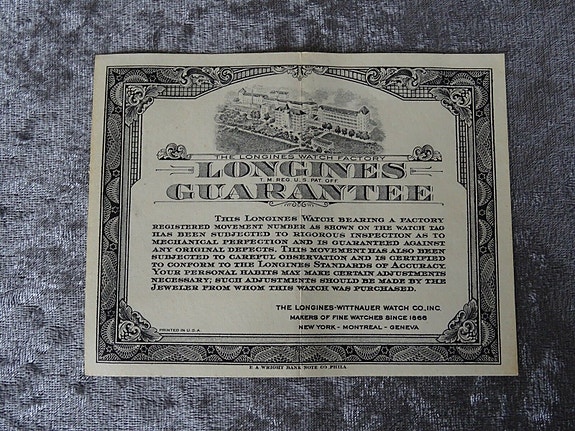 THE LONGINES WATCH FACTORY
LONGINES
T. M. REG. U. S. PAT. OFF.
GUARANTEE
THIS LONGINES WATCH BEARING A FACTORY
REGISTERED MOVEMENT NUMBER AS SHOWN ON THE WATCH TAG
HAS BEEN SUBJECTED TO RIGOROUS INSPECTION AS TO
MECHANICAL PERFECTION AND IS GUARANTEED AGAINST
ANY ORIGINAL DEFECTS. THIS MOVEMENT HAS ALSO BEEN
SUBJECTED TO CAREFUL OBSERVATION AND IS CERTIFIED
TO CONFORM TO THE LONGINES STANDARDS OF ACCURACY.
YOUR PERSONAL HABITS MAY MAKE CERTAIN ADJUSTMENTS
NECESSARY; SUCH ADJUSTMENTS SHOULD BE MADE BY THE
JEWELER FROM WHOM THIS WATCH WAS PURCHASED.
THE LONGINES-WITTNAUER WATCH CO., INC.
MAKERS OF FINE WATCHES SINCE 1866
NEW YORK - MONTREAL - GENEVA
PRINTED IN U.S.A.
E. A. WRIGHT BANK NOTE CO. PHILA.